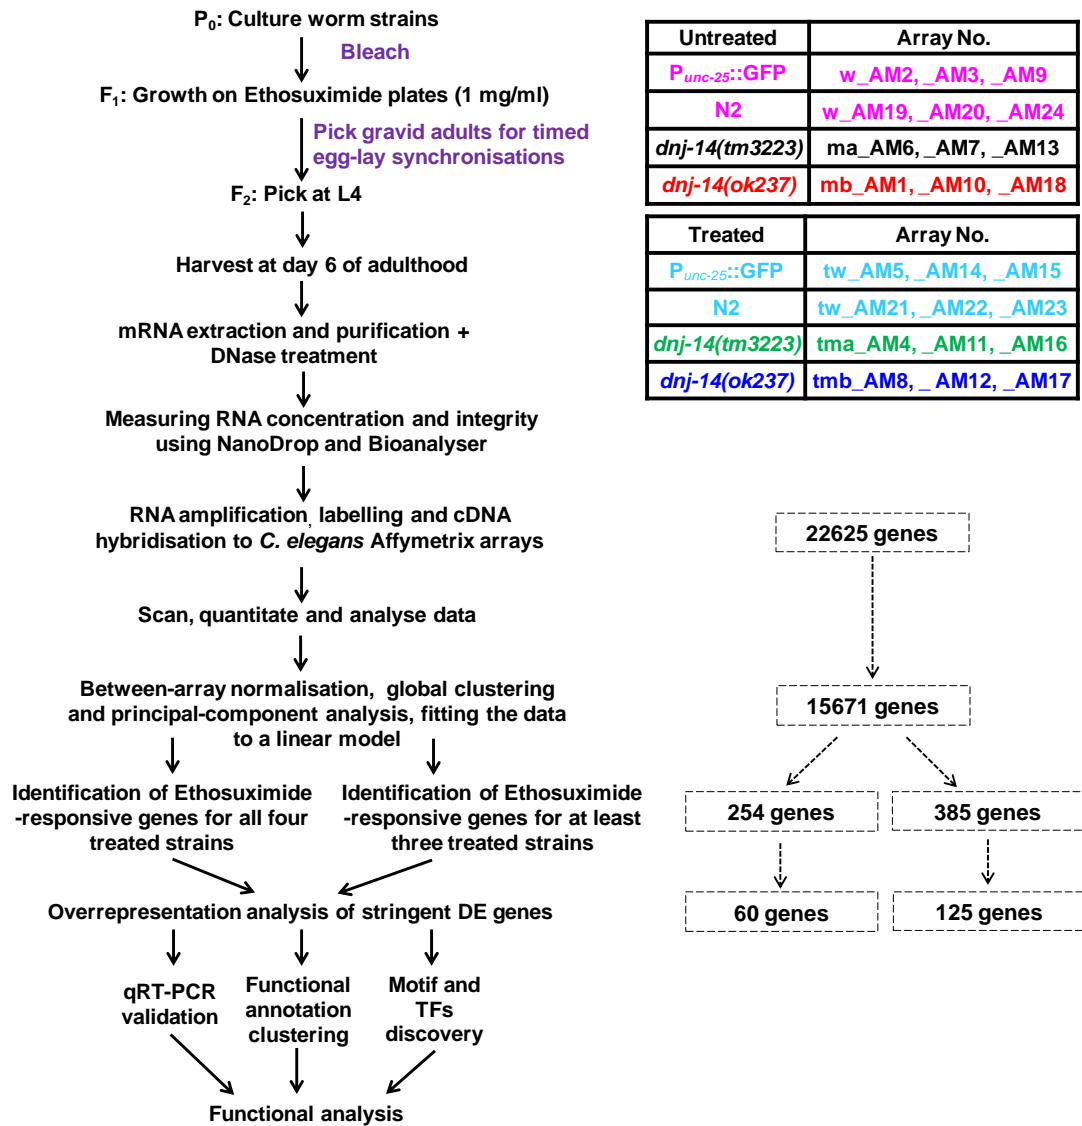 P0: Culture worm strains
Bleach
F1: Growth on Ethosuximide plates (1 mg/ml)
Pick gravid adults for timed
egg-lay synchronisations
F2: Pick at L4
Harvest at day 6 of adulthood
mRNA extraction and purification +
DNase treatment
Measuring RNA concentration and integrity
using NanoDrop and Bioanalyser
RNA amplification, labelling and cDNA
hybridisation to C. elegans Affymetrix arrays
Scan, quantitate and analyse data
Between-array normalisation, global clustering
and principal-component analysis, fitting the data
to a linear model
Identification of Ethosuximide
-responsive genes for all four
treated strains
Identification of Ethosuximide
-responsive genes for at least
three treated strains
Overrepresentation analysis of stringent DE genes
qRT-PCR
validation
Functional
annotation
clustering
Motif and
TFs
discovery
Functional analysis
Untreated Array No.
Punc-25::GFP w_AM2, _AM3, _AM9
N2 w_AM19, _AM20, _AM24
dnj-14(tm3223) ma_AM6, _AM7, _AM13
dnj-14(ok237) mb_AM1, _AM10, _AM18
Treated Array No.
Punc-25::GFP tw_AM5, _AM14, _AM15
N2 tw_AM21, _AM22, _AM23
dnj-14(tm3223) tma_AM4, _AM11, _AM16
dnj-14(ok237) tmb_AM8, _ AM12, _AM17
22625 genes
15671 genes
254 genes
385 genes
60 genes
125 genes